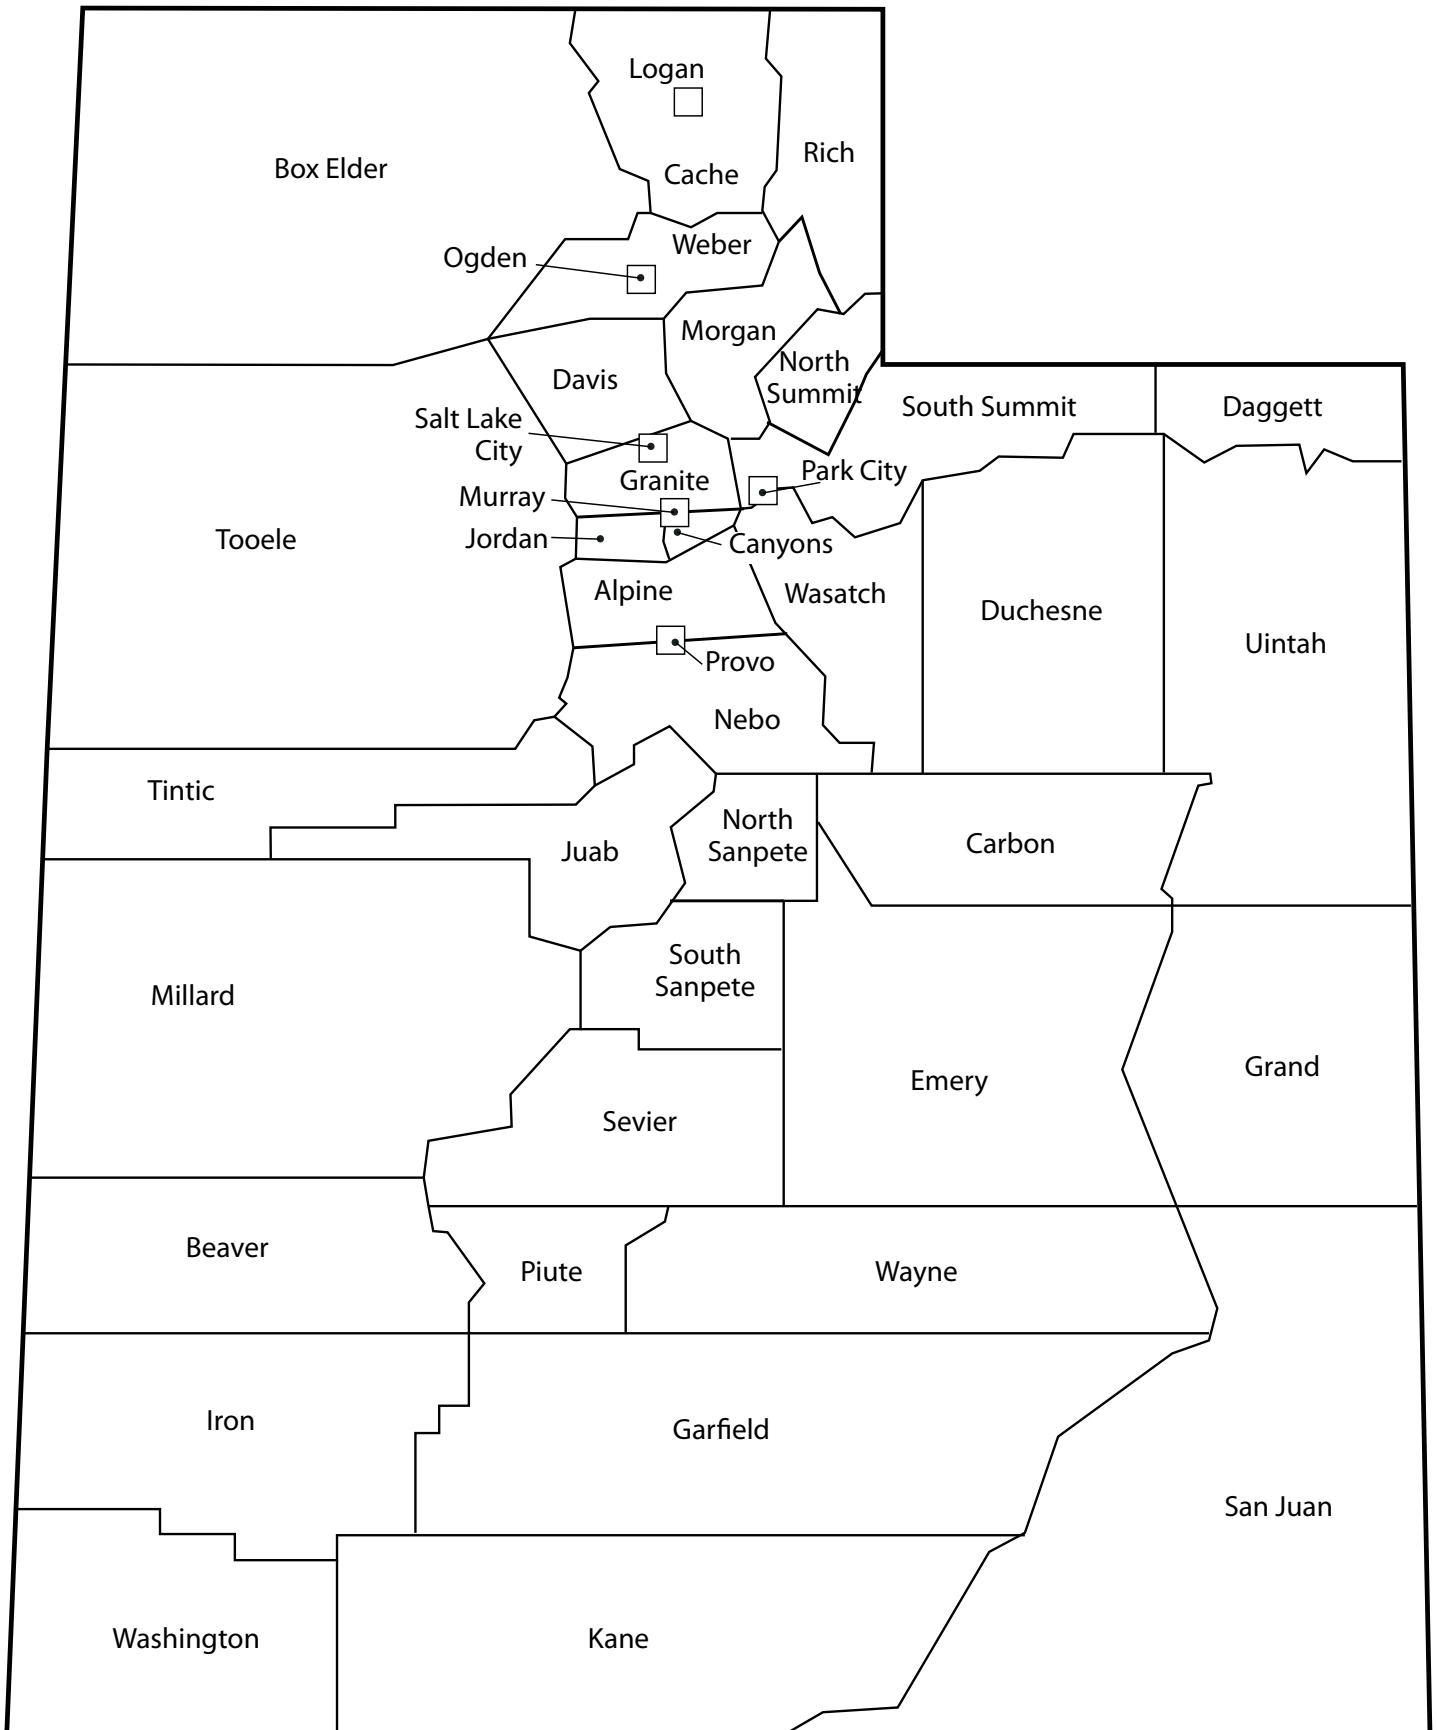 Logan
Rich
Box Elder
Cache
Weber
Ogden
Morgan
North
Summit
Davis
South Summit
Daggett
Salt Lake
City
Park City
Granite
Murray
Jordan
Canyons
Tooele
Alpine
Wasatch
Duchesne
Uintah
Provo
Nebo
Tintic
North
Sanpete
Juab
Carbon
South
Sanpete
Millard
Emery
Grand
Sevier
Beaver
Piute
Wayne
Iron
Garfield
San Juan
Washington
Kane